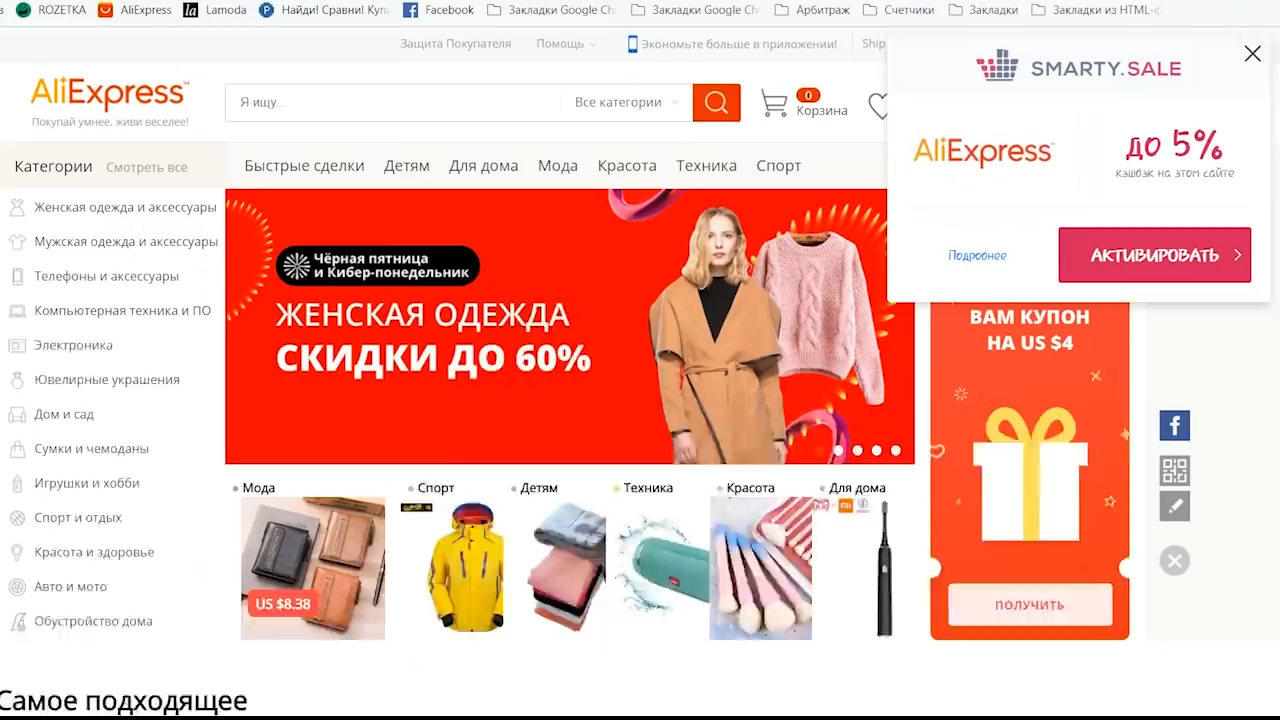 ROZETKA
AliExpress
Lamoda
Найди! Сравни! Купи
Facebook
Закладки Google Ch
Закладки Google Ch
Арбитраж
Счетчики
Закладки
Закладки из HTML-ф
Защита Покупателя
Помощь
Экономьте больше в приложении!
Ship
SMARTY.SALE
AliExpress™
Покупай умнее, живи веселее!
Я ищу...
Все категории
0
Корзина
AliExpress
до 5%
кэшбэк на этом сайте
Подробнее
АКТИВИРОВАТЬ
Категории
Смотреть все
Быстрые сделки
Детям
Для дома
Мода
Красота
Техника
Спорт
Женская одежда и аксессуары
Мужская одежда и аксессуары
Телефоны и аксессуары
Компьютерная техника и ПО
Электроника
Ювелирные украшения
Дом и сад
Сумки и чемоданы
Игрушки и хобби
Спорт и отдых
Красота и здоровье
Авто и мото
Обустройство дома
Чёрная пятница
и Кибер-понедельник
ЖЕНСКАЯ ОДЕЖДА
СКИДКИ ДО 60%
ВАМ КУПОН
НА US $4
ПОЛУЧИТЬ
Мода
Спорт
Детям
Техника
Красота
Для дома
US $8.38
Самое подходящее